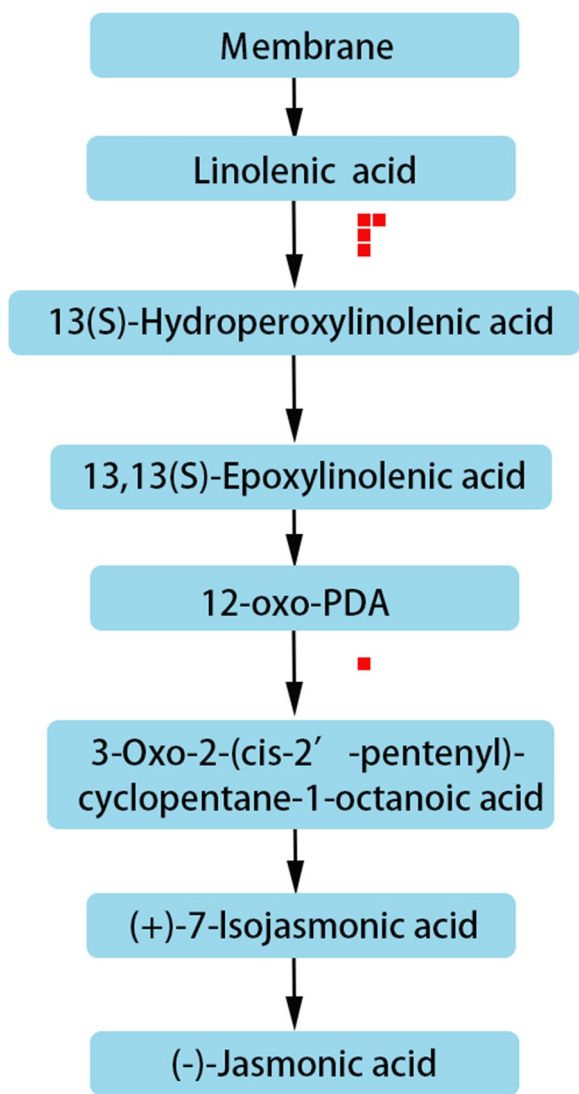 Membrane
Linolenic acid
13(S)-Hydroperoxylinolenic acid
13,13(S)-Epoxylinolenic acid
12-oxo-PDA
3-Oxo-2-(cis-2′ -pentenyl)-
cyclopentane-1-octanoic acid
(+)-7-Isojasmonic acid
(-)-Jasmonic acid